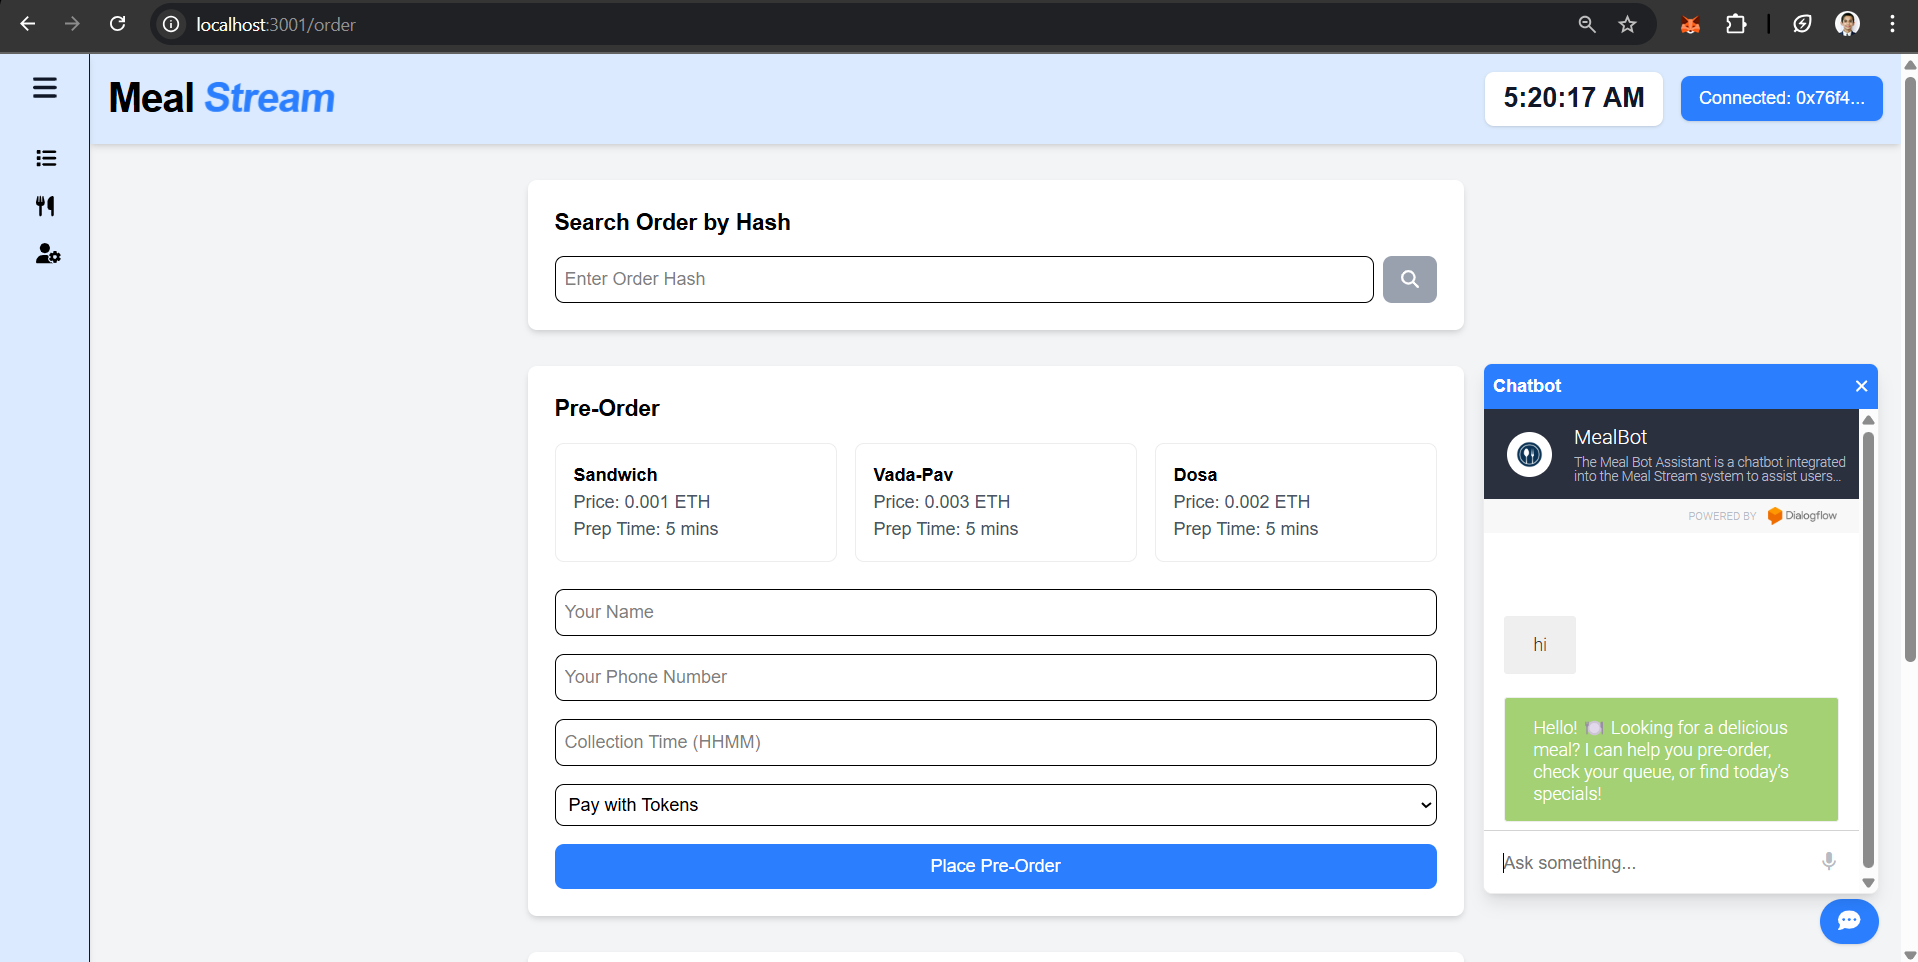 localhost:3001/order
Meal Stream
5:20:17 AM
Connected: 0x76f4...
Search Order by Hash
Enter Order Hash
Pre-Order
Sandwich
Price: 0.001 ETH
Prep Time: 5 mins
Vada-Pav
Price: 0.003 ETH
Prep Time: 5 mins
Dosa
Price: 0.002 ETH
Prep Time: 5 mins
Your Name
Your Phone Number
Collection Time (HHMM)
Pay with Tokens
Place Pre-Order
Chatbot
MealBot
The Meal Bot Assistant is a chatbot integrated
into the Meal Stream system to assist users...
POWERED BY Dialogflow
hi
Hello! 🍽️ Looking for a delicious
meal? I can help you pre-order,
check your queue, or find today's
specials!
Ask something...